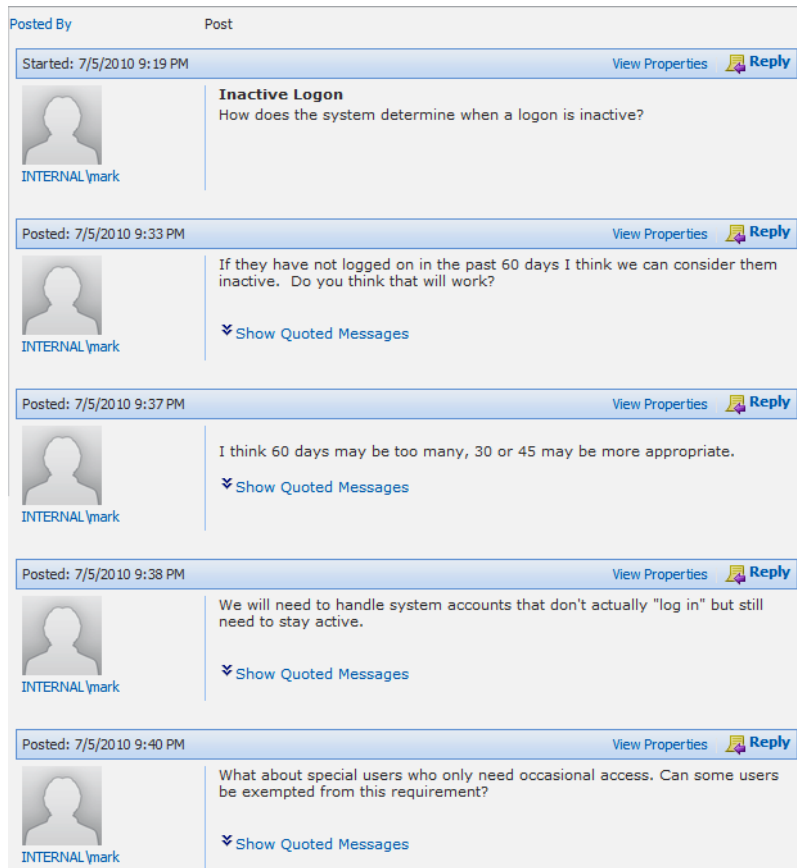 Posted By Post
Started: 7/5/2010 9:19 PM View Properties Reply
Inactive Logon
How does the system determine when a logon is inactive?
INTERNAL\mark
Posted: 7/5/2010 9:33 PM View Properties Reply
If they have not logged on in the past 60 days I think we can consider them
inactive. Do you think that will work?
Show Quoted Messages
INTERNAL\mark
Posted: 7/5/2010 9:37 PM View Properties Reply
I think 60 days may be too many, 30 or 45 may be more appropriate.
Show Quoted Messages
INTERNAL\mark
Posted: 7/5/2010 9:38 PM View Properties Reply
We will need to handle system accounts that don't actually "log in" but still
need to stay active.
Show Quoted Messages
INTERNAL\mark
Posted: 7/5/2010 9:40 PM View Properties Reply
What about special users who only need occasional access. Can some users
be exempted from this requirement?
Show Quoted Messages
INTERNAL\mark